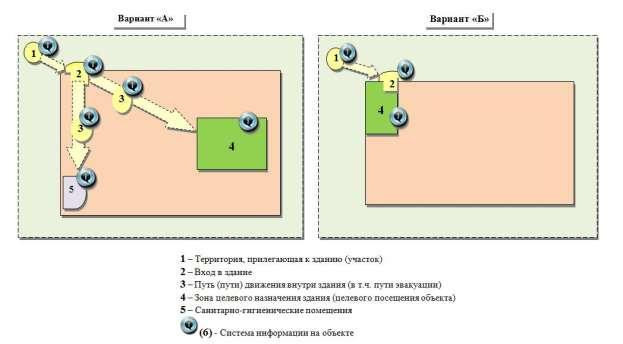 Вариант «А»
Вариант «Б»
1
2
3
3
4
5
1
2
4
1 – Территория, прилегающая к зданию (участок)
2 – Вход в здание
3 – Путь (пути) движения внутри здания (в т.ч. пути эвакуации)
4 – Зона целевого назначения здания (целевого посещения объекта)
5 – Санитарно-гигиенические помещения
(6) - Система информации на объекте